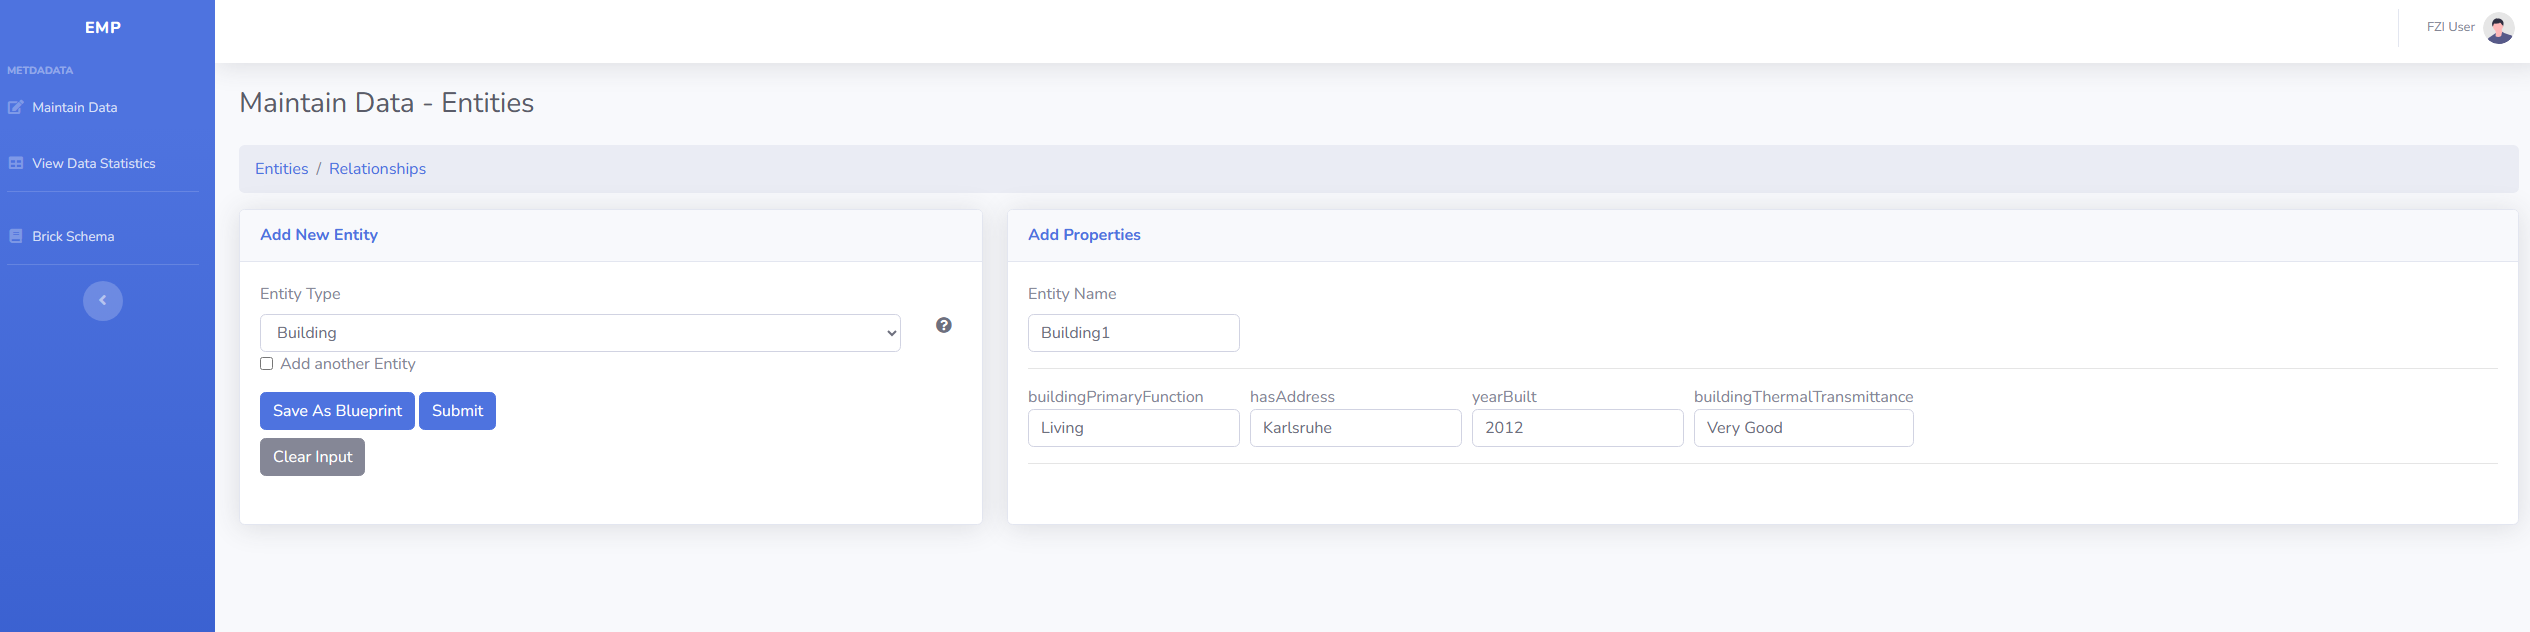 EMP
FZI User
METDADATA
Maintain Data
View Data Statistics
Brick Schema
Maintain Data - Entities
Entities / Relationships
Add New Entity
Entity Type
Building
Add another Entity
Save As Blueprint Submit
Clear Input
Add Properties
Entity Name
Building1
buildingPrimaryFunction hasAddress yearBuilt buildingThermalTransmittance
Living Karlsruhe 2012 Very Good